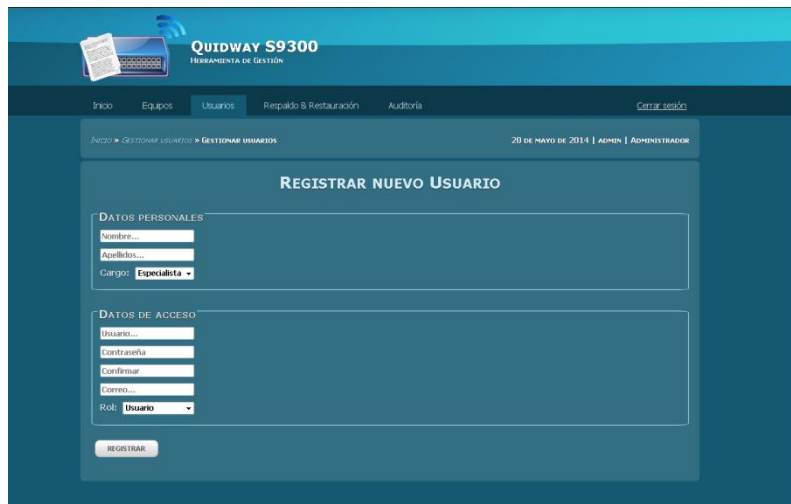 QUIDWAY S9300
HERRAMIENTA DE GESTIÓN
Inicio Equipos Usuarios Respaldo & Restauración Auditoría Cerrar sesión
INICIO » GESTIONAR USUARIOS » GESTIONAR USUARIOS 20 DE MAYO DE 2014 | ADMIN | ADMINISTRADOR
REGISTRAR NUEVO USUARIO
DATOS PERSONALES
Nombre...
Apellidos...
Cargo: Especialista
DATOS DE ACCESO
Usuario...
Contraseña
Confirmar
Correo...
Rol: Usuario
REGISTRAR